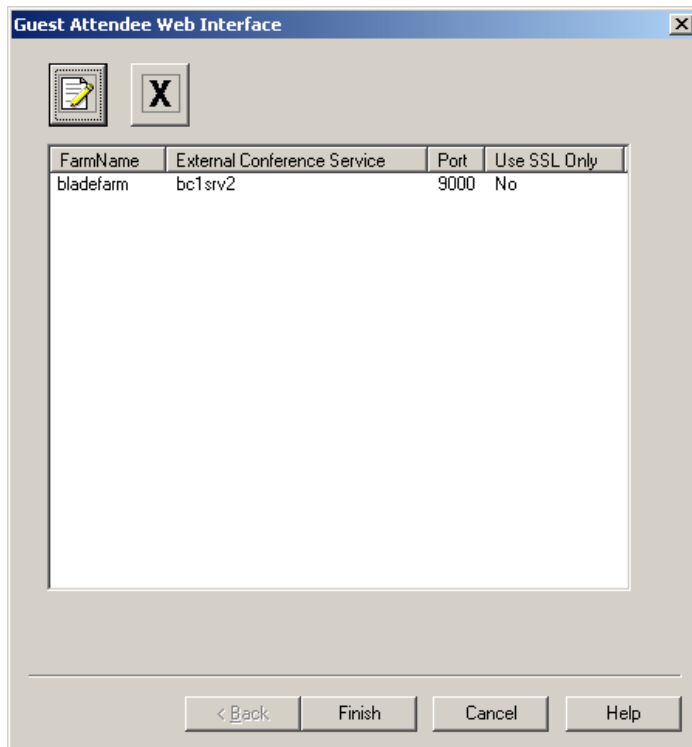 Guest Attendee Web Interface
X
FarmName External Conference Service Port Use SSL Only
bladefarm bc1srv2 9000 No
< Back Finish Cancel Help